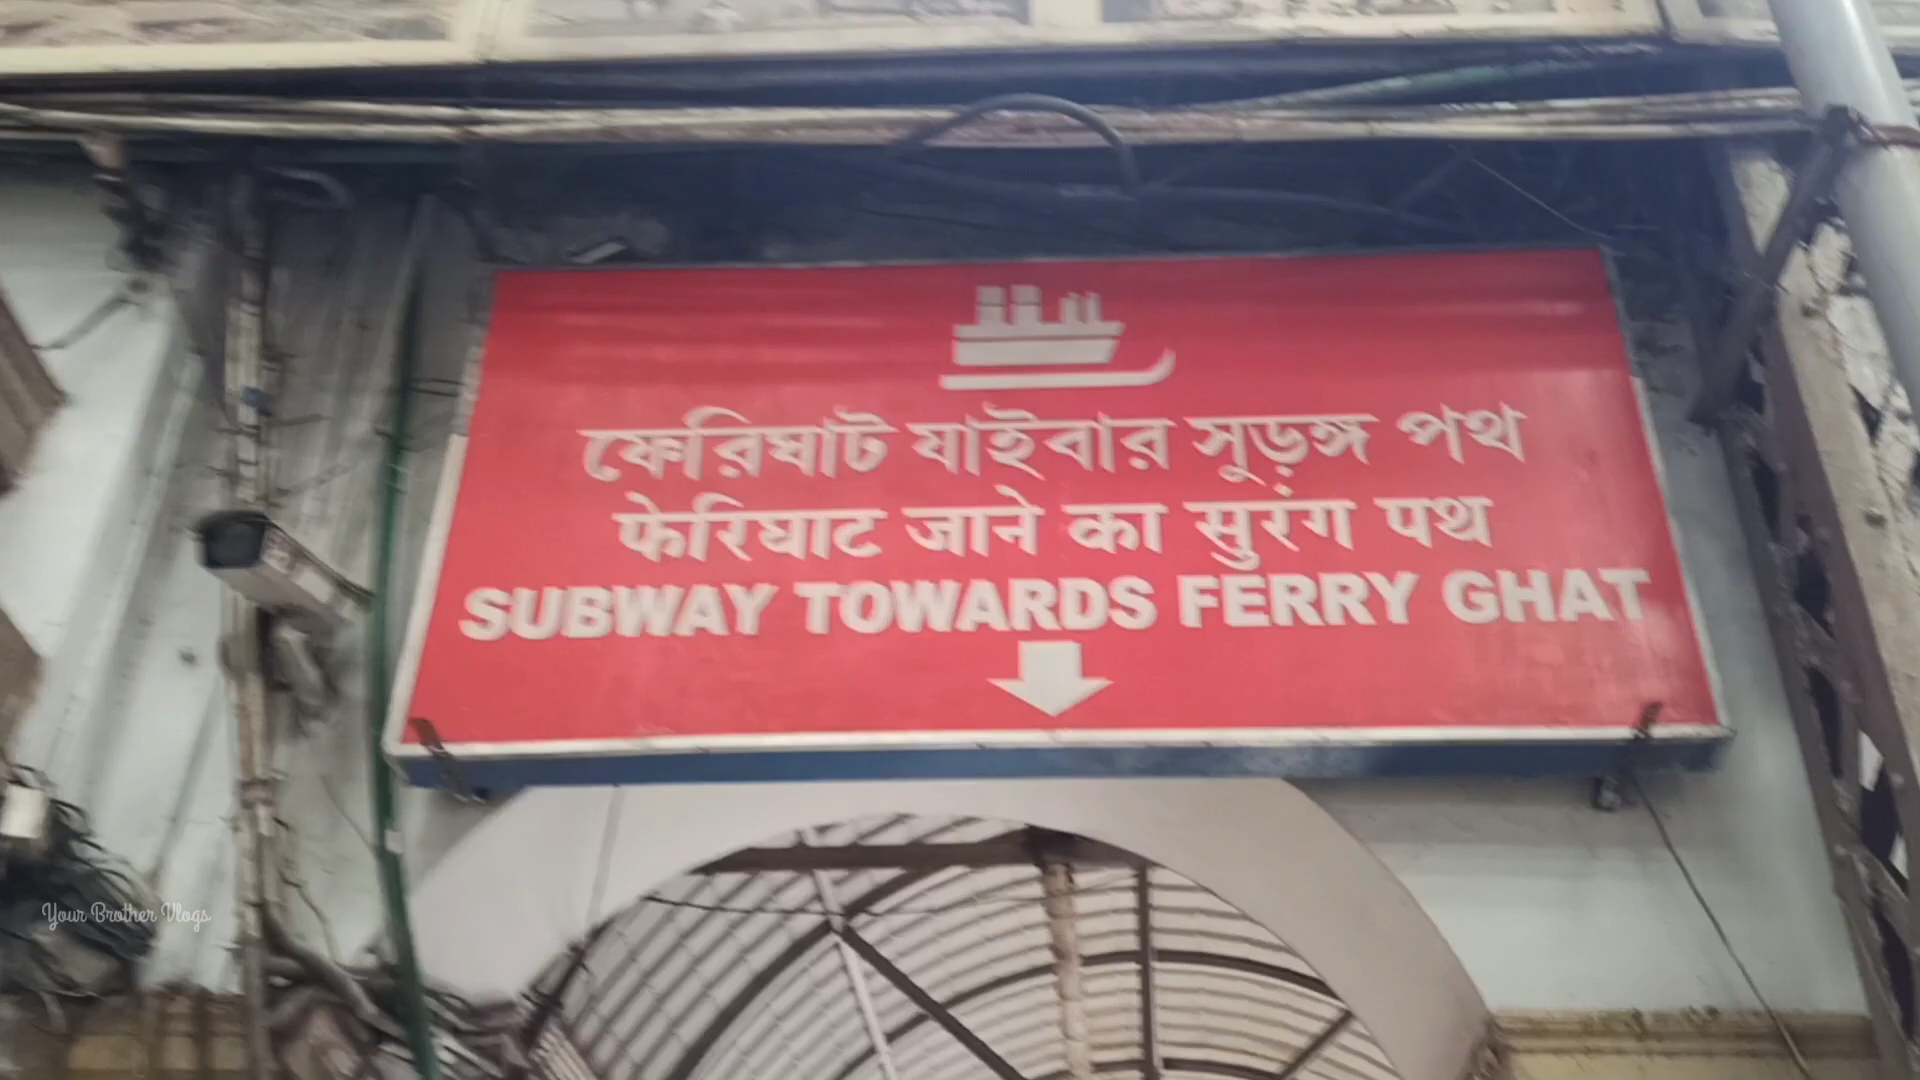 ফেরিঘাট যাইবার সুড়ঙ্গ পথ
फेरिघाट जाने का सुरंग पथ
SUBWAY TOWARDS FERRY GHAT
Your Brother Vlogs